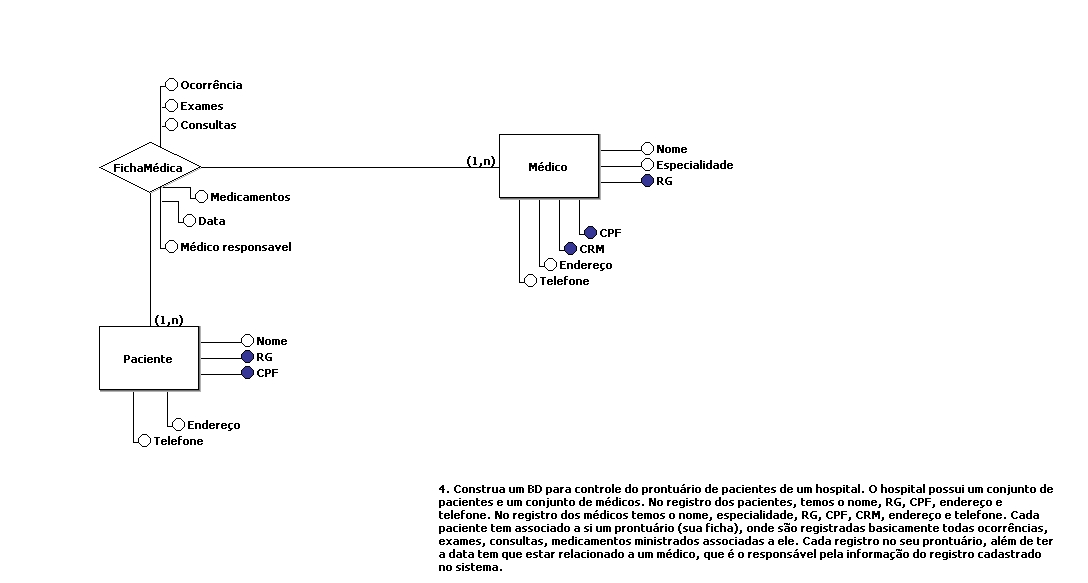 Ocorrência
Exames
Consultas
FichaMédica
(1,n)
Médico
Nome
Especialidade
RG
Medicamentos
Data
Médico responsavel
CPF
CRM
Endereço
Telefone
(1,n)
Paciente
Nome
RG
CPF
Endereço
Telefone
4. Construa um BD para controle do prontuário de pacientes de um hospital. O hospital possui um conjunto de
pacientes e um conjunto de médicos. No registro dos pacientes, temos o nome, RG, CPF, endereço e
telefone. No registro dos médicos temos o nome, especialidade, RG, CPF, CRM, endereço e telefone. Cada
paciente tem associado a si um prontuário (sua ficha), onde são registradas basicamente todas ocorrências,
exames, consultas, medicamentos ministrados associadas a ele. Cada registro no seu prontuário, além de ter
a data tem que estar relacionado a um médico, que é o responsável pela informação do registro cadastrado
no sistema.